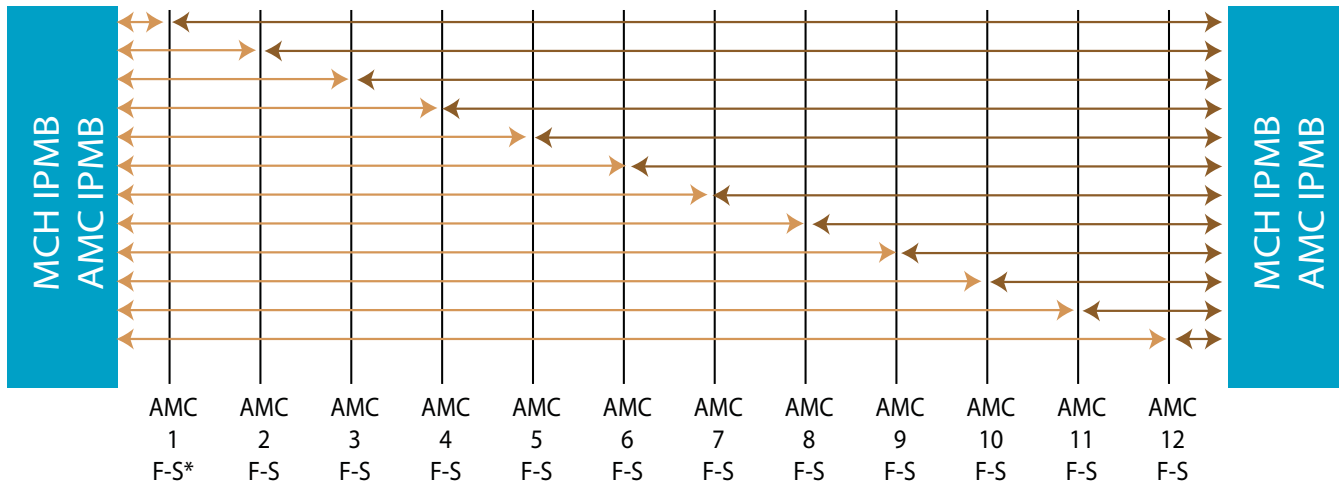 MCH IPMB
AMC IPMB
MCH IPMB
AMC IPMB
AMC AMC AMC AMC AMC AMC AMC AMC AMC AMC AMC AMC
1 2 3 4 5 6 7 8 9 10 11 12
F-S* F-S F-S F-S F-S F-S F-S F-S F-S F-S F-S F-S